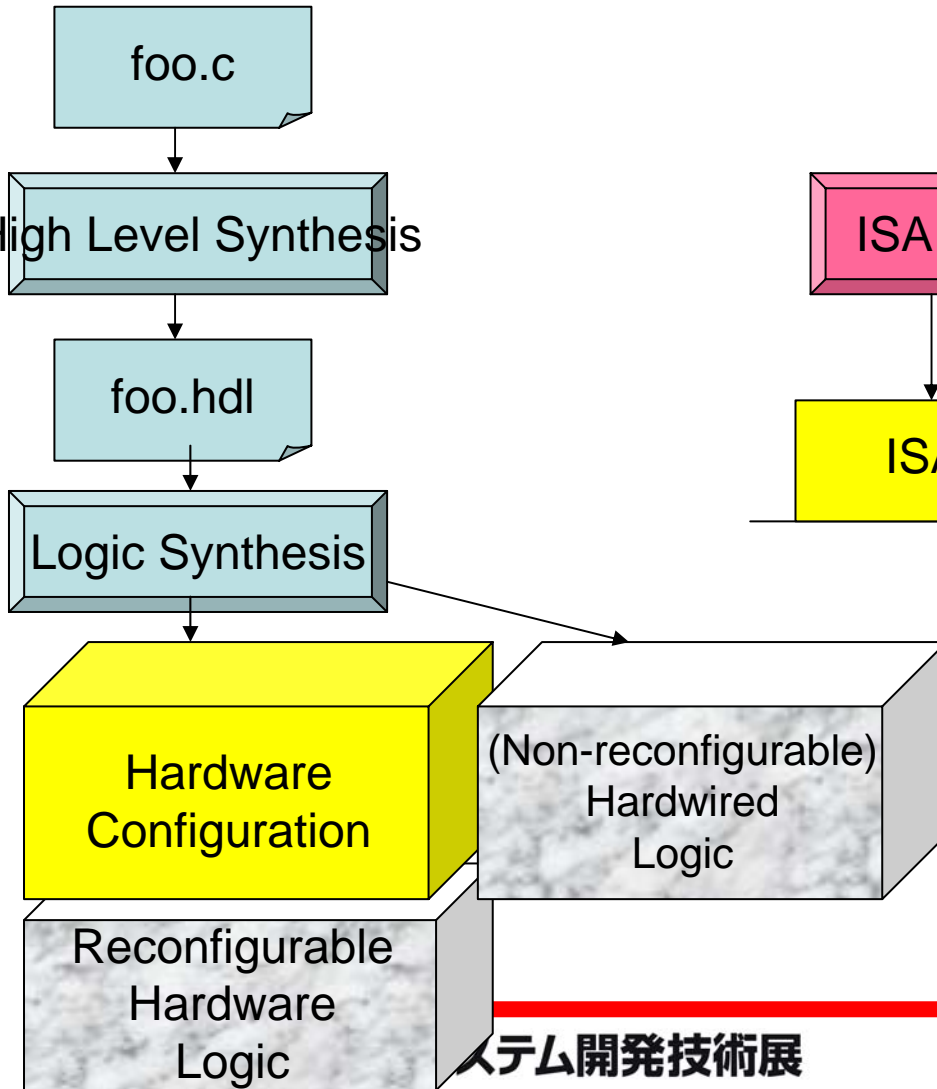 foo.c
High Level Synthesis
ISA
foo.hdl
ISA
Logic Synthesis
Hardware
Configuration
(Non-reconfigurable)
Hardwired
Logic
Reconfigurable
Hardware
Logic
ステム開発技術展